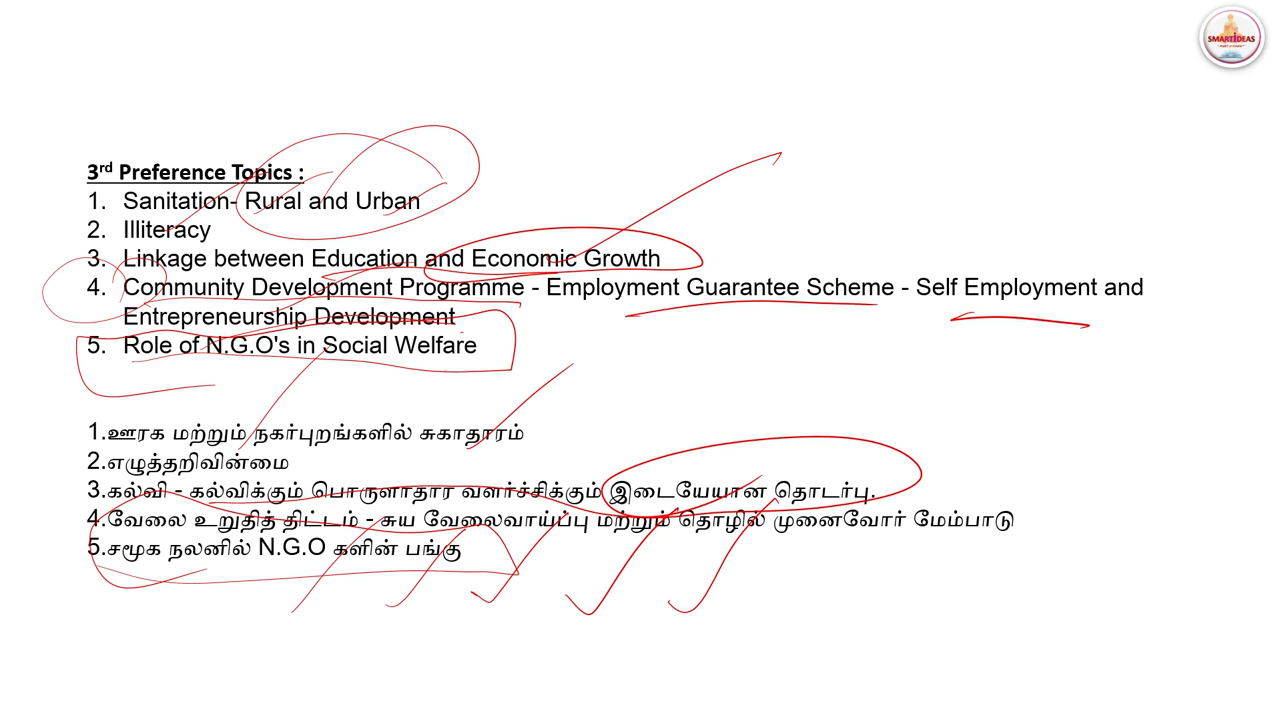 SMARTIDEAS
3rd Preference Topics :
1. Sanitation- Rural and Urban
2. Illiteracy
3. Linkage between Education and Economic Growth
4. Community Development Programme - Employment Guarantee Scheme - Self Employment and
Entrepreneurship Development
5. Role of N.G.O's in Social Welfare
1.ஊரக மற்றும் நகர்புறங்களில் சுகாதாரம்
2.எழுத்தறிவின்மை
3.கல்வி - கல்விக்கும் பொருளாதார வளர்ச்சிக்கும் இடையேயான தொடர்பு.
4.வேலை உறுதித் திட்டம் - சுய வேலைவாய்ப்பு மற்றும் தொழில் முனைவோர் மேம்பாடு
5.சமூக நலனில் N.G.O களின் பங்கு